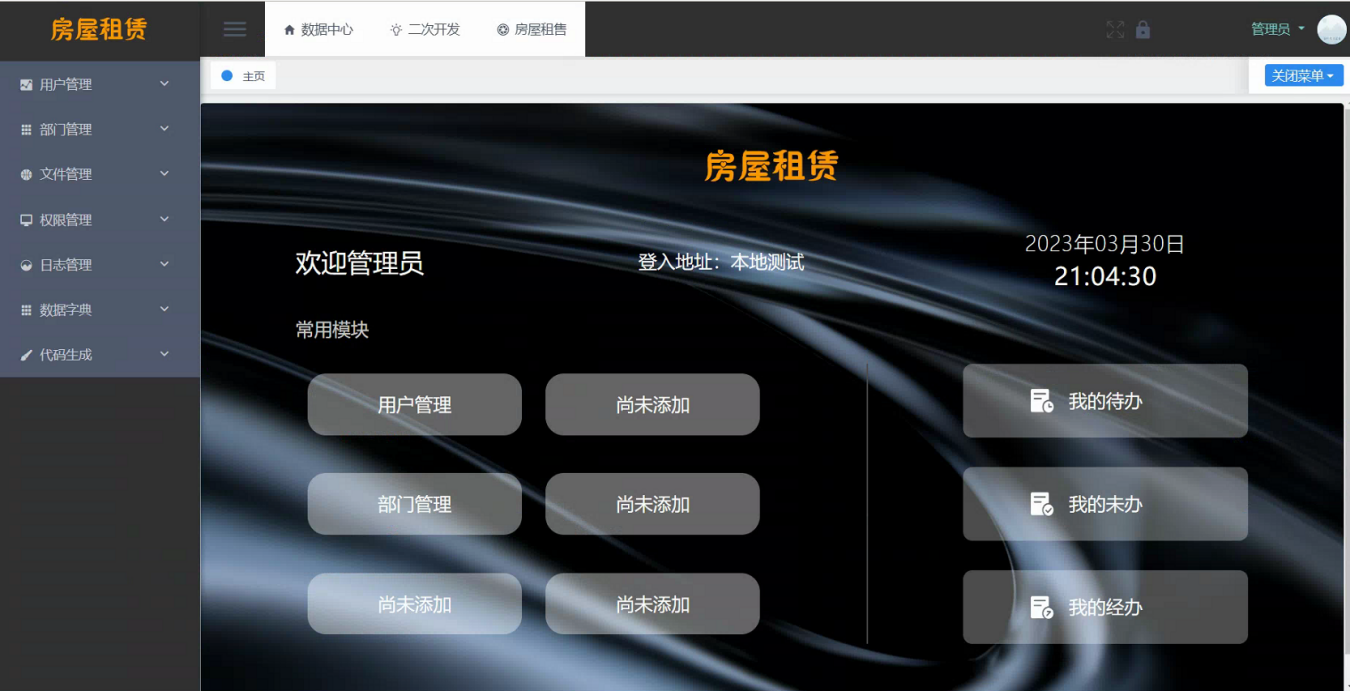 房屋租赁
数据中心 二次开发 房屋租售
管理员
主页
关闭菜单
用户管理
部门管理
文件管理
权限管理
日志管理
数据字典
代码生成
房屋租赁
欢迎管理员
登入地址：本地测试
2023年03月30日
21:04:30
常用模块
用户管理 尚未添加
部门管理 尚未添加
尚未添加 尚未添加
我的待办
我的未办
我的经办